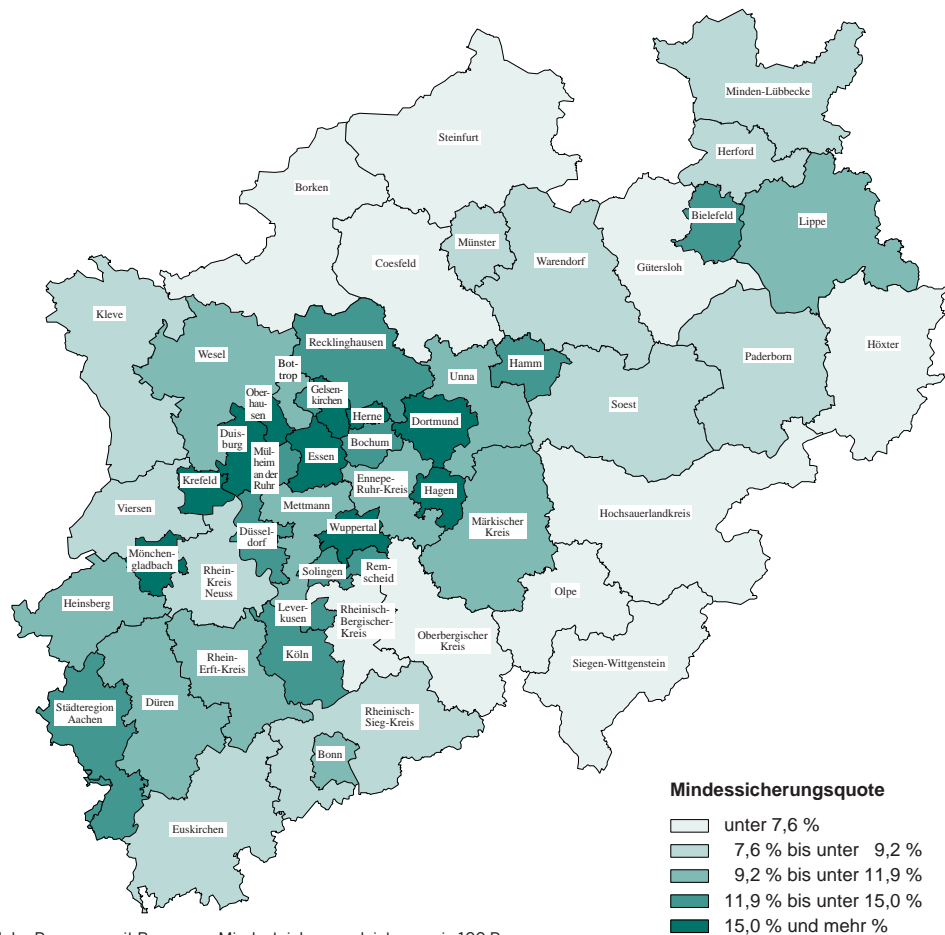 Minden-Lübbecke
Steinfurt
Herford
Borken
Bielefeld
Lippe
Münster
Coesfeld
Warendorf
Gütersloh
Kleve
Recklinghausen
Höxter
Wesel
Paderborn
Bot-
trop
Hamm
Unna
Gelsen-
kirchen
Ober-
hau-
sen
Soest
Herne
Dortmund
Duis-
burg
Bochum
Mül-
heim
an der
Ruhr
Essen
Krefeld
Ennepe-
Ruhr-Kreis
Hagen
Viersen
Mettmann
Hochsauerlandkreis
Märkischer
Kreis
Wuppertal
Düssel-
dorf
Mönchen-
gladbach
Rhein-
Kreis
Neuss
Solingen
Rem-
scheid
Olpe
Heinsberg
Lever-
kusen
Rheinisch-
Bergischer-
Kreis
Oberbergischer
Kreis
Köln
Rhein-
Erft-Kreis
Siegen-Wittgenstein
Düren
Städteregion
Aachen
Rheinisch-
Sieg-Kreis
Bonn
Euskirchen
Mindessicherungsquote
unter 7,6 %
7,6 % bis unter 9,2 %
9,2 % bis unter 11,9 %
11,9 % bis unter 15,0 %
15,0 % und mehr %